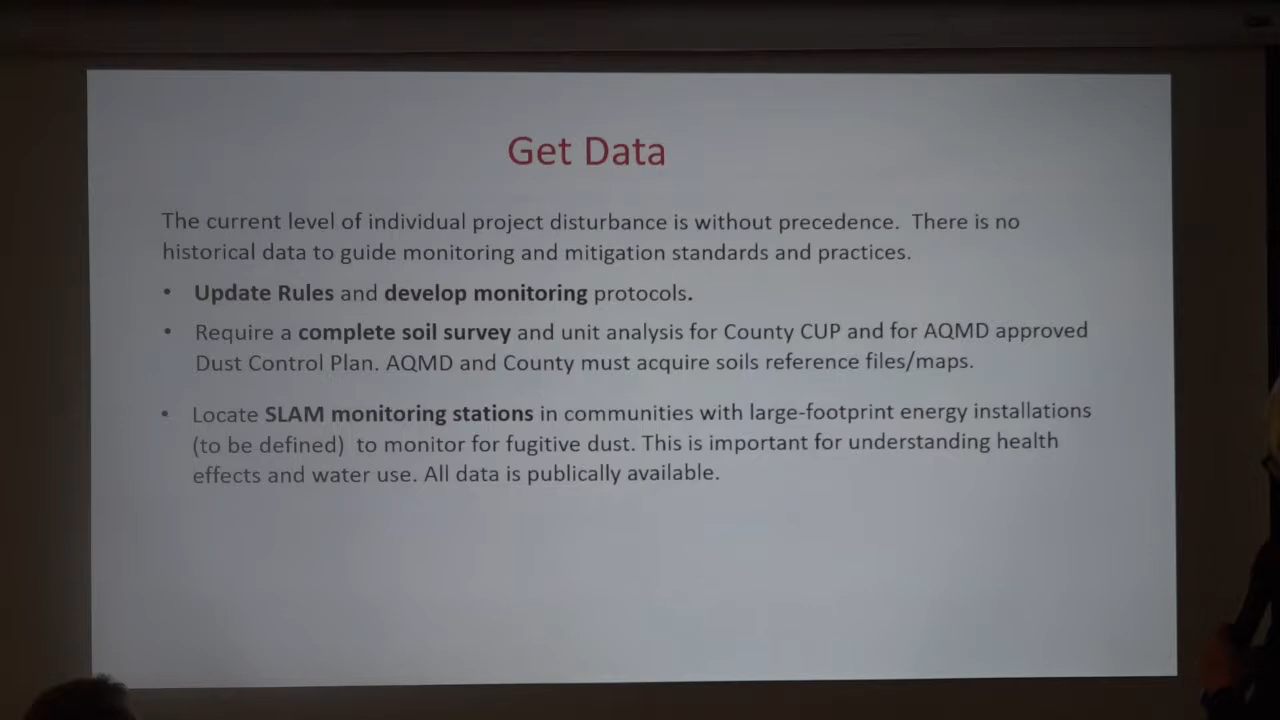 Get Data
The current level of individual project disturbance is without precedence. There is no
historical data to guide monitoring and mitigation standards and practices.
• Update Rules and develop monitoring protocols.
• Require a complete soil survey and unit analysis for County CUP and for AQMD approved
Dust Control Plan. AQMD and County must acquire soils reference files/maps.
• Locate SLAM monitoring stations in communities with large-footprint energy installations
(to be defined) to monitor for fugitive dust. This is important for understanding health
effects and water use. All data is publically available.